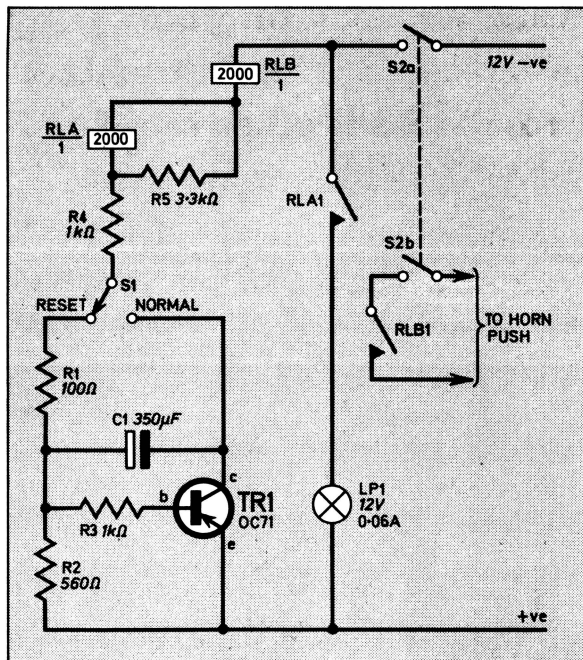 RLB
1
2000
S2a
12V -ve
RLA
1
2000
R5 3·3kΩ
RLA1
R4
1kΩ
S2b
S1
RESET
NORMAL
RLB1
TO HORN
PUSH
R1
100Ω
C1 350µF
c
b
TR1
OC71
e
R3 1kΩ
LP1
12V
0·06A
R2
560Ω
+ve